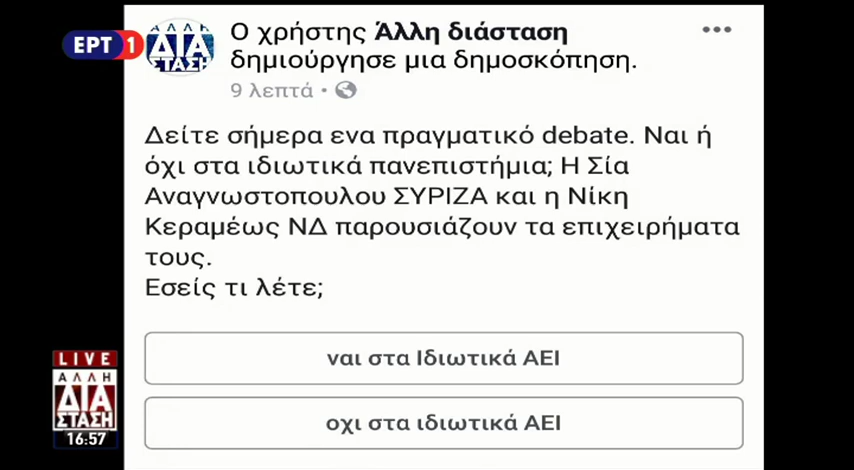 ΕΡΤ 1
ΑΛΛΗ
ΔΙΑ
ΣΤΑΣΗ
Ο χρήστης Άλλη διάσταση
δημιούργησε μια δημοσκόπηση.
9 λεπτά ·
Δείτε σήμερα ενα πραγματικό debate. Ναι ή
όχι στα ιδιωτικά πανεπιστήμια; Η Σία
Αναγνωστοπουλου ΣΥΡΙΖΑ και η Νίκη
Κεραμέως ΝΔ παρουσιάζουν τα επιχειρήματα
τους.
Εσείς τι λέτε;
ναι στα Ιδιωτικά ΑΕΙ
οχι στα ιδιωτικά ΑΕΙ
LIVE
ΑΛΛΗ
ΔΙΑ
ΣΤΑΣΗ
16:57